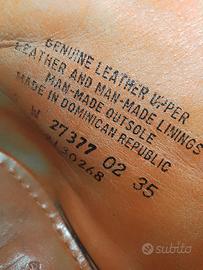 GENUINE LEATHER UPPER
LEATHER AND MAN-MADE LININGS
MAN-MADE OUTSOLE
MADE IN DOMINICAN REPUBLIC
W 27377 02 35
30268
subito